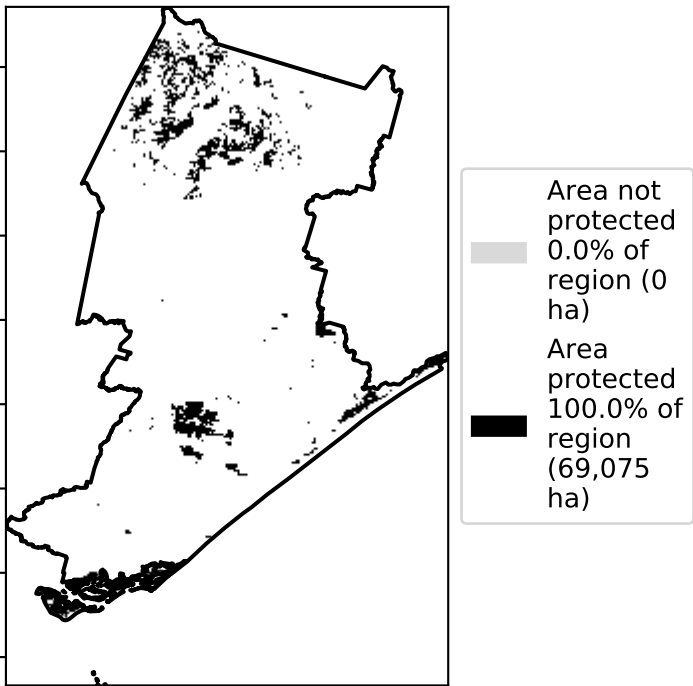 Area not
protected
0.0% of
region (0
ha)
Area
protected
100.0% of
region
(69,075
ha)